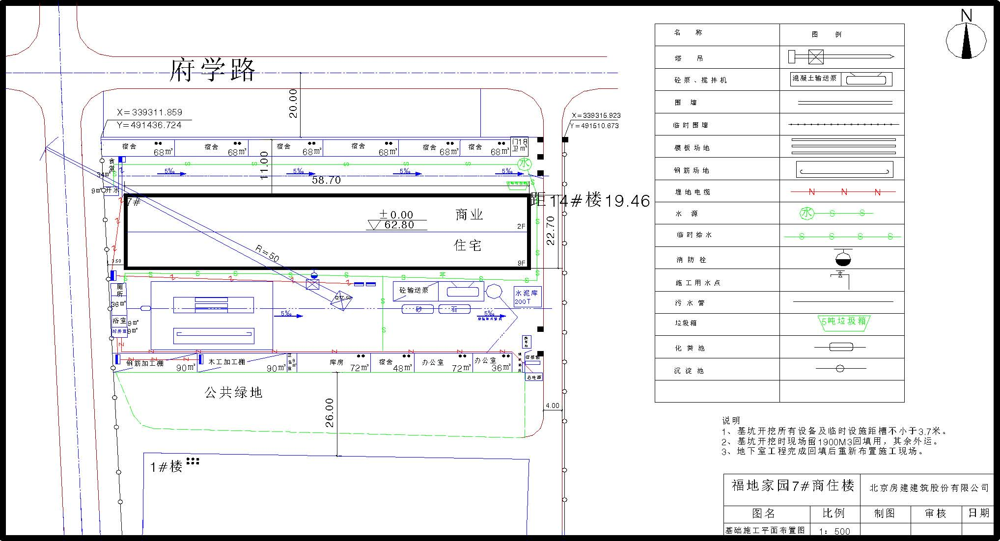 N
府学路
20.00
X=339311.859
Y=491436.724
X=339315.923
Y=491510.673
宿舍 68m²
宿舍 68m²
宿舍 68m²
宿舍 68m²
宿舍 68m²
宿舍 68m²
门卫 18m²
食堂
34m²
9m²
开水
水
S S S S S
5‰ 5‰ 5‰ 5‰
11.00
58.70
7#
距14#楼19.46
±0.00
62.80
商业
2F
住宅
9F
22.70
R=50
3.50
厕所
36m²
浴室
9m²
9m²
QTZ-60
砼输送泵
砂
石
水泥库
200T
5‰
5‰
钢筋加工棚
90m²
木工加工棚
90m²
卫生室
9m²
库房
72m²
宿舍
48m²
办公室
72m²
办公室
36m²
总电源
公共绿地
26.00
4.00
1#楼
名 称
图 例
塔 吊
砼泵、搅拌机
混凝土输送泵
围 墙
临时围墙
模板场地
钢筋场地
埋地电缆
N N N
水 源
水 S S
临时给水
S S S S
消防栓
施工用水点
污水管
垃圾箱
5吨垃圾箱
化粪池
沉淀池
说明
1、基坑开挖所有设备及临时设施距槽不小于3.7米。
2、基坑开挖时现场留1900M3回填用，其余外运。
3、地下室工程完成回填后重新布置施工现场。
福地家园7#商住楼
北京房建建筑股份有限公司
图名
比例
制图
审核
日期
基础施工平面布置图
1：500